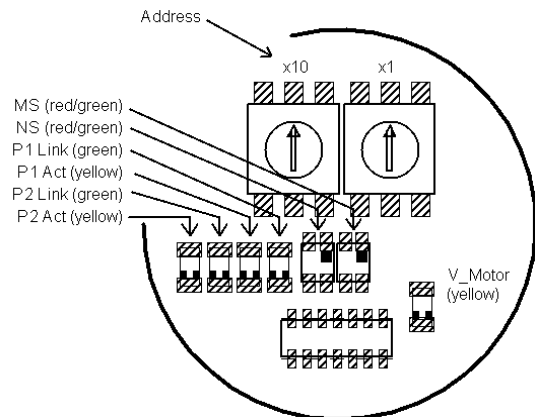 Address
x10
x1
MS (red/green)
NS (red/green)
P1 Link (green)
P1 Act (yellow)
P2 Link (green)
P2 Act (yellow)
V_Motor
(yellow)